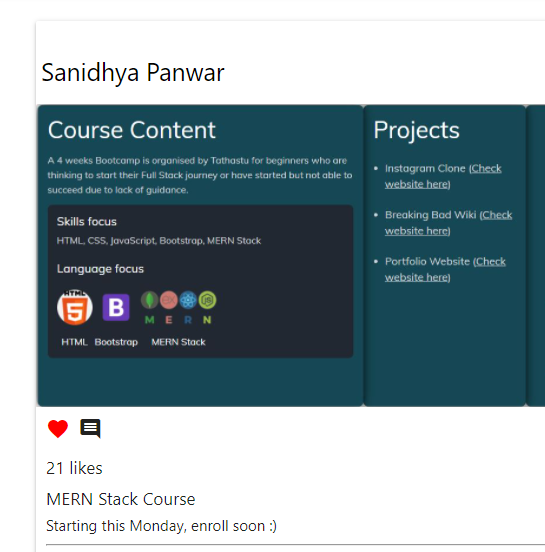 Sanidhya Panwar
Course Content
A 4 weeks Bootcamp is organised by Tathastu for beginners who are
thinking to start their Full Stack journey or have started but not able to
succeed due to lack of guidance.
Skills focus
HTML, CSS, JavaScript, Bootstrap, MERN Stack
Language focus
HTML
5
B
M E R N
HTML Bootstrap MERN Stack
Projects
Instagram Clone (Check
website here)
Breaking Bad Wiki (Check
website here)
Portfolio Website (Check
website here)
21 likes
MERN Stack Course
Starting this Monday, enroll soon :)